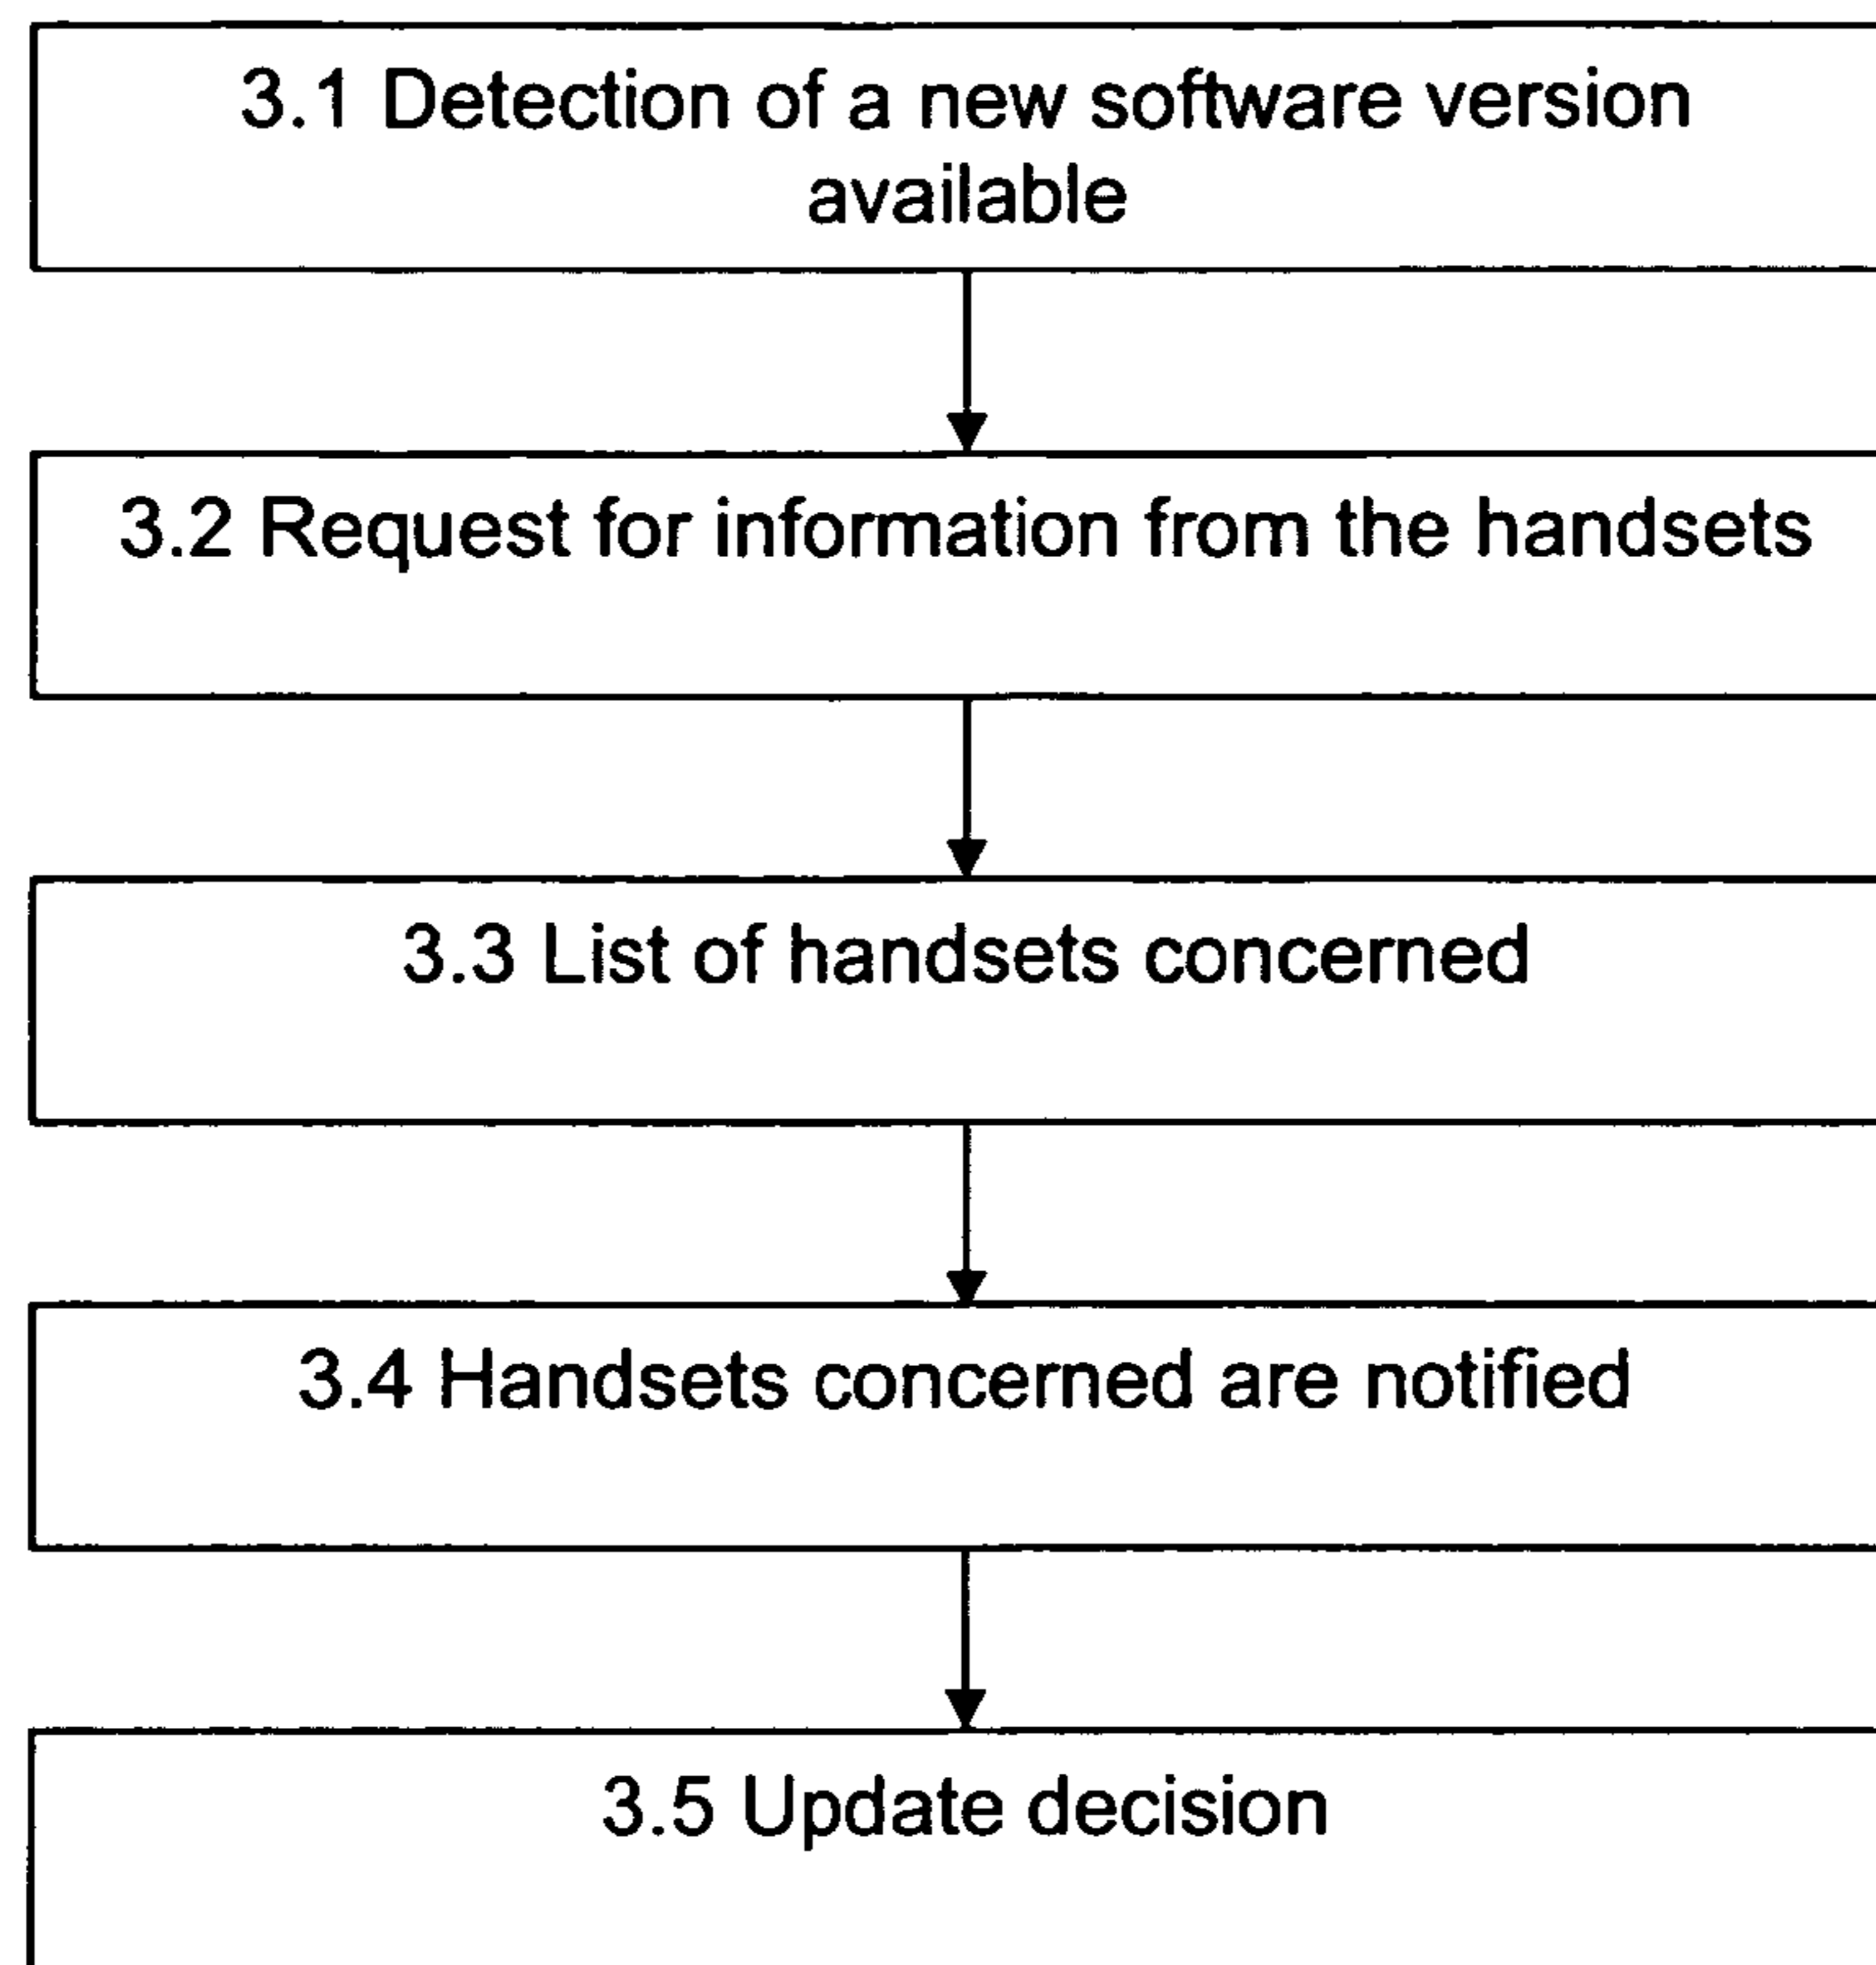 3.1 Detection of a new software version
available
3.2 Request for information from the handsets
3.3 List of handsets concerned
3.4 Handsets concerned are notified
3.5 Update decision